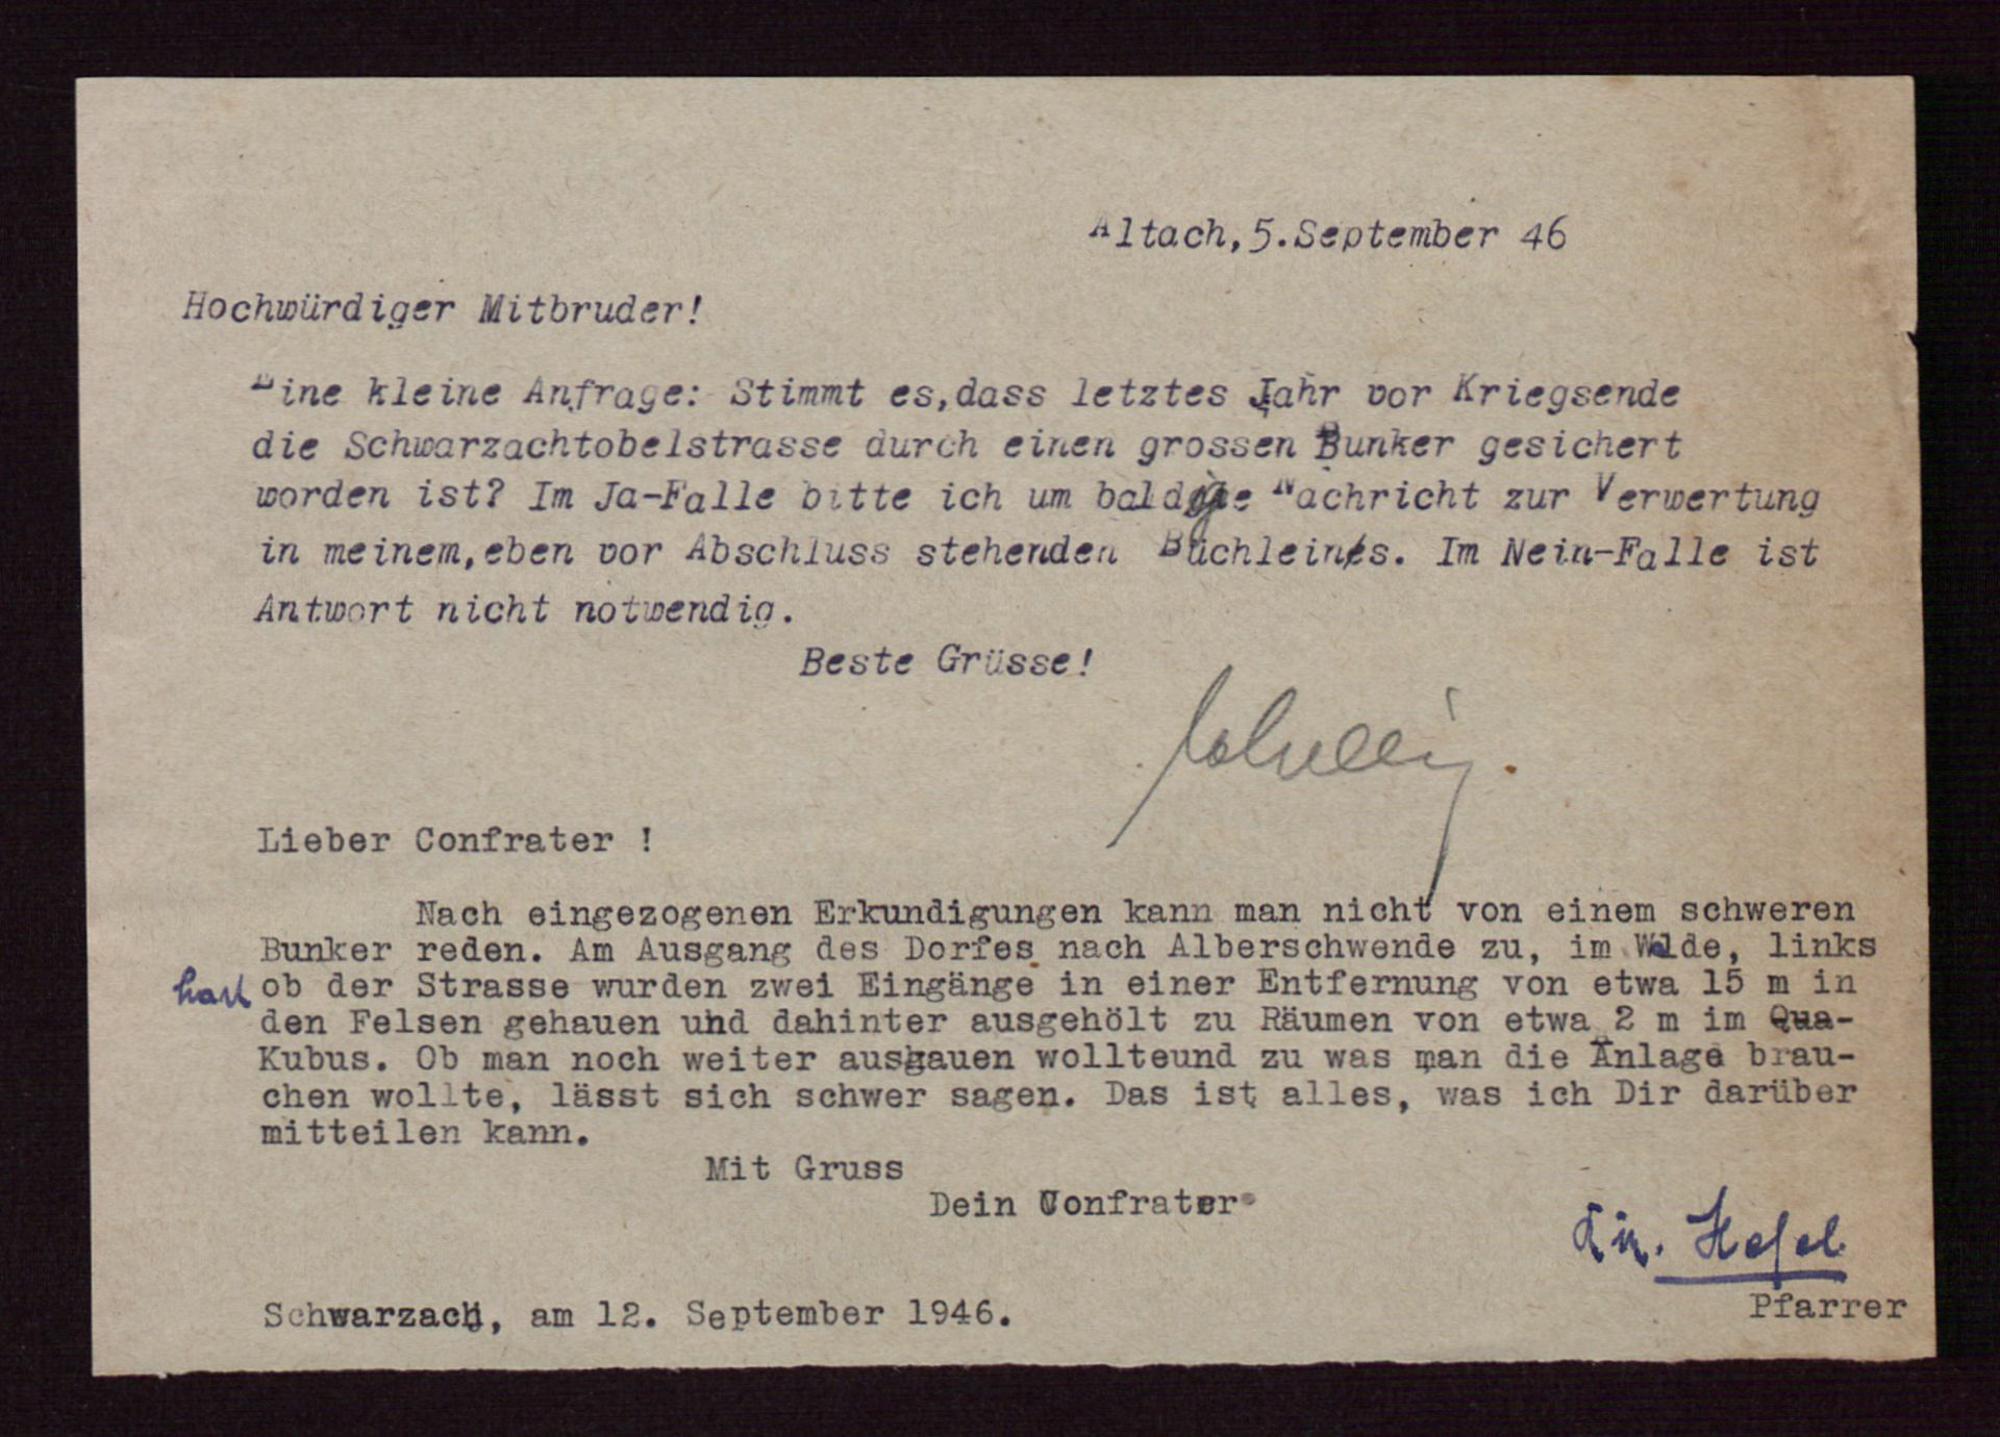 Altach, 5.September 46
Hochwürdiger Mitbruder!
Eine kleine Anfrage: Stimmt es,dass letztes Jahr vor Kriegsende
die Schwarzachtobelstrasse durch einen grossen Bunker gesichert
worden ist? Im Ja-Falle bitte ich um baldge Nachricht zur Verwertung
in meinem,eben vor Abschluss stehenden Buchleines. Im Nein-Falle ist
Antwort nicht notwendig.
Beste Grüsse!
Lieber Confrater !
Nach eingezogenen Erkundigungen kann man nicht von einem schweren
Bunker reden. Am Ausgang des Dorfes nach Alberschwende zu, im Walde, links
hart ob der Strasse wurden zwei Eingänge in einer Entfernung von etwa 15 m in
den Felsen gehauen und dahinter ausgehölt zu Räumen von etwa 2 m im Qua-
Kubus. Ob man noch weiter aushauen wollteund zu was man die Anlage brau-
chen wollte, lässt sich schwer sagen. Das ist alles, was ich Dir darüber
mitteilen kann.
Mit Gruss
Dein Confrater
Pfarrer
Schwarzach, am 12. September 1946.